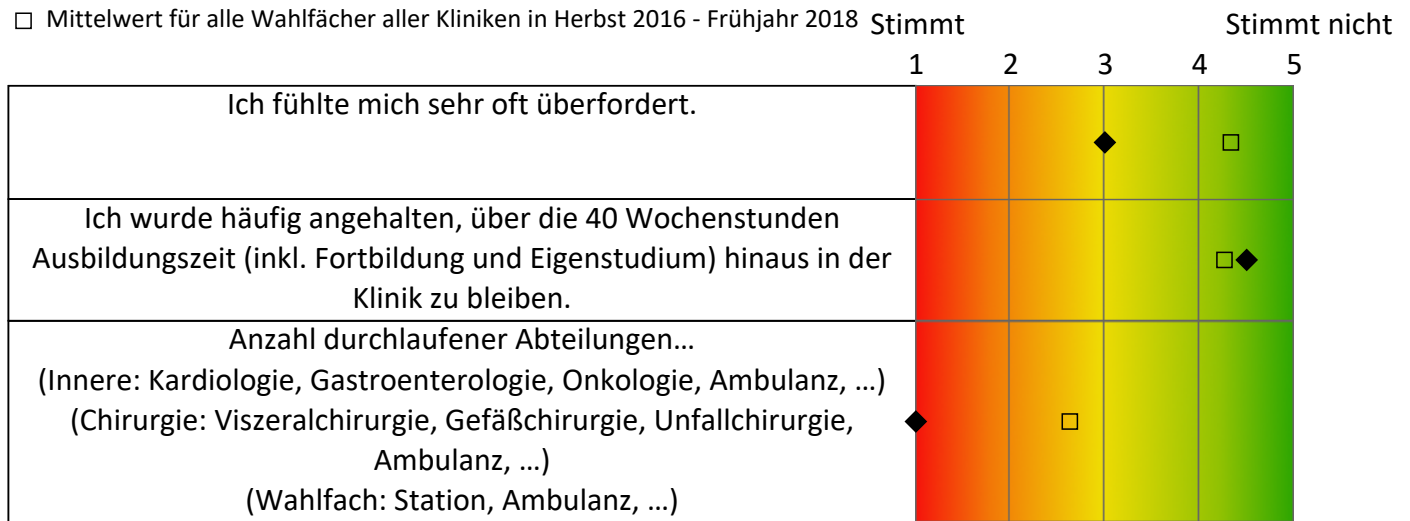 □ Mittelwert für alle Wahlfächer aller Kliniken in Herbst 2016 - Frühjahr 2018
Stimmt Stimmt nicht
1 2 3 4 5
Ich fühlte mich sehr oft überfordert.
Ich wurde häufig angehalten, über die 40 Wochenstunden
Ausbildungszeit (inkl. Fortbildung und Eigenstudium) hinaus in der
Klinik zu bleiben.
Anzahl durchlaufener Abteilungen…
(Innere: Kardiologie, Gastroenterologie, Onkologie, Ambulanz, …)
(Chirurgie: Viszeralchirurgie, Gefäßchirurgie, Unfallchirurgie,
Ambulanz, …)
(Wahlfach: Station, Ambulanz, …)